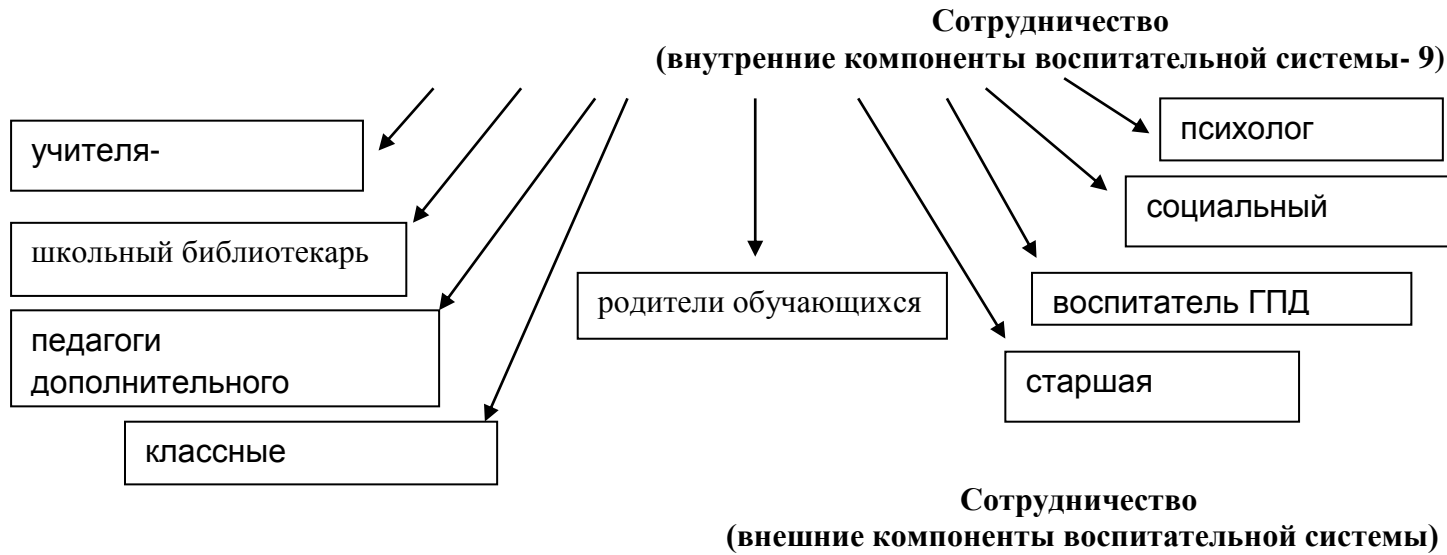 Сотрудничество
(внутренние компоненты воспитательной системы- 9)
учителя-
школьный библиотекарь
педагоги
дополнительного
классные
родители обучающихся
психолог
социальный
воспитатель ГПД
старшая
Сотрудничество
(внешние компоненты воспитательной системы)